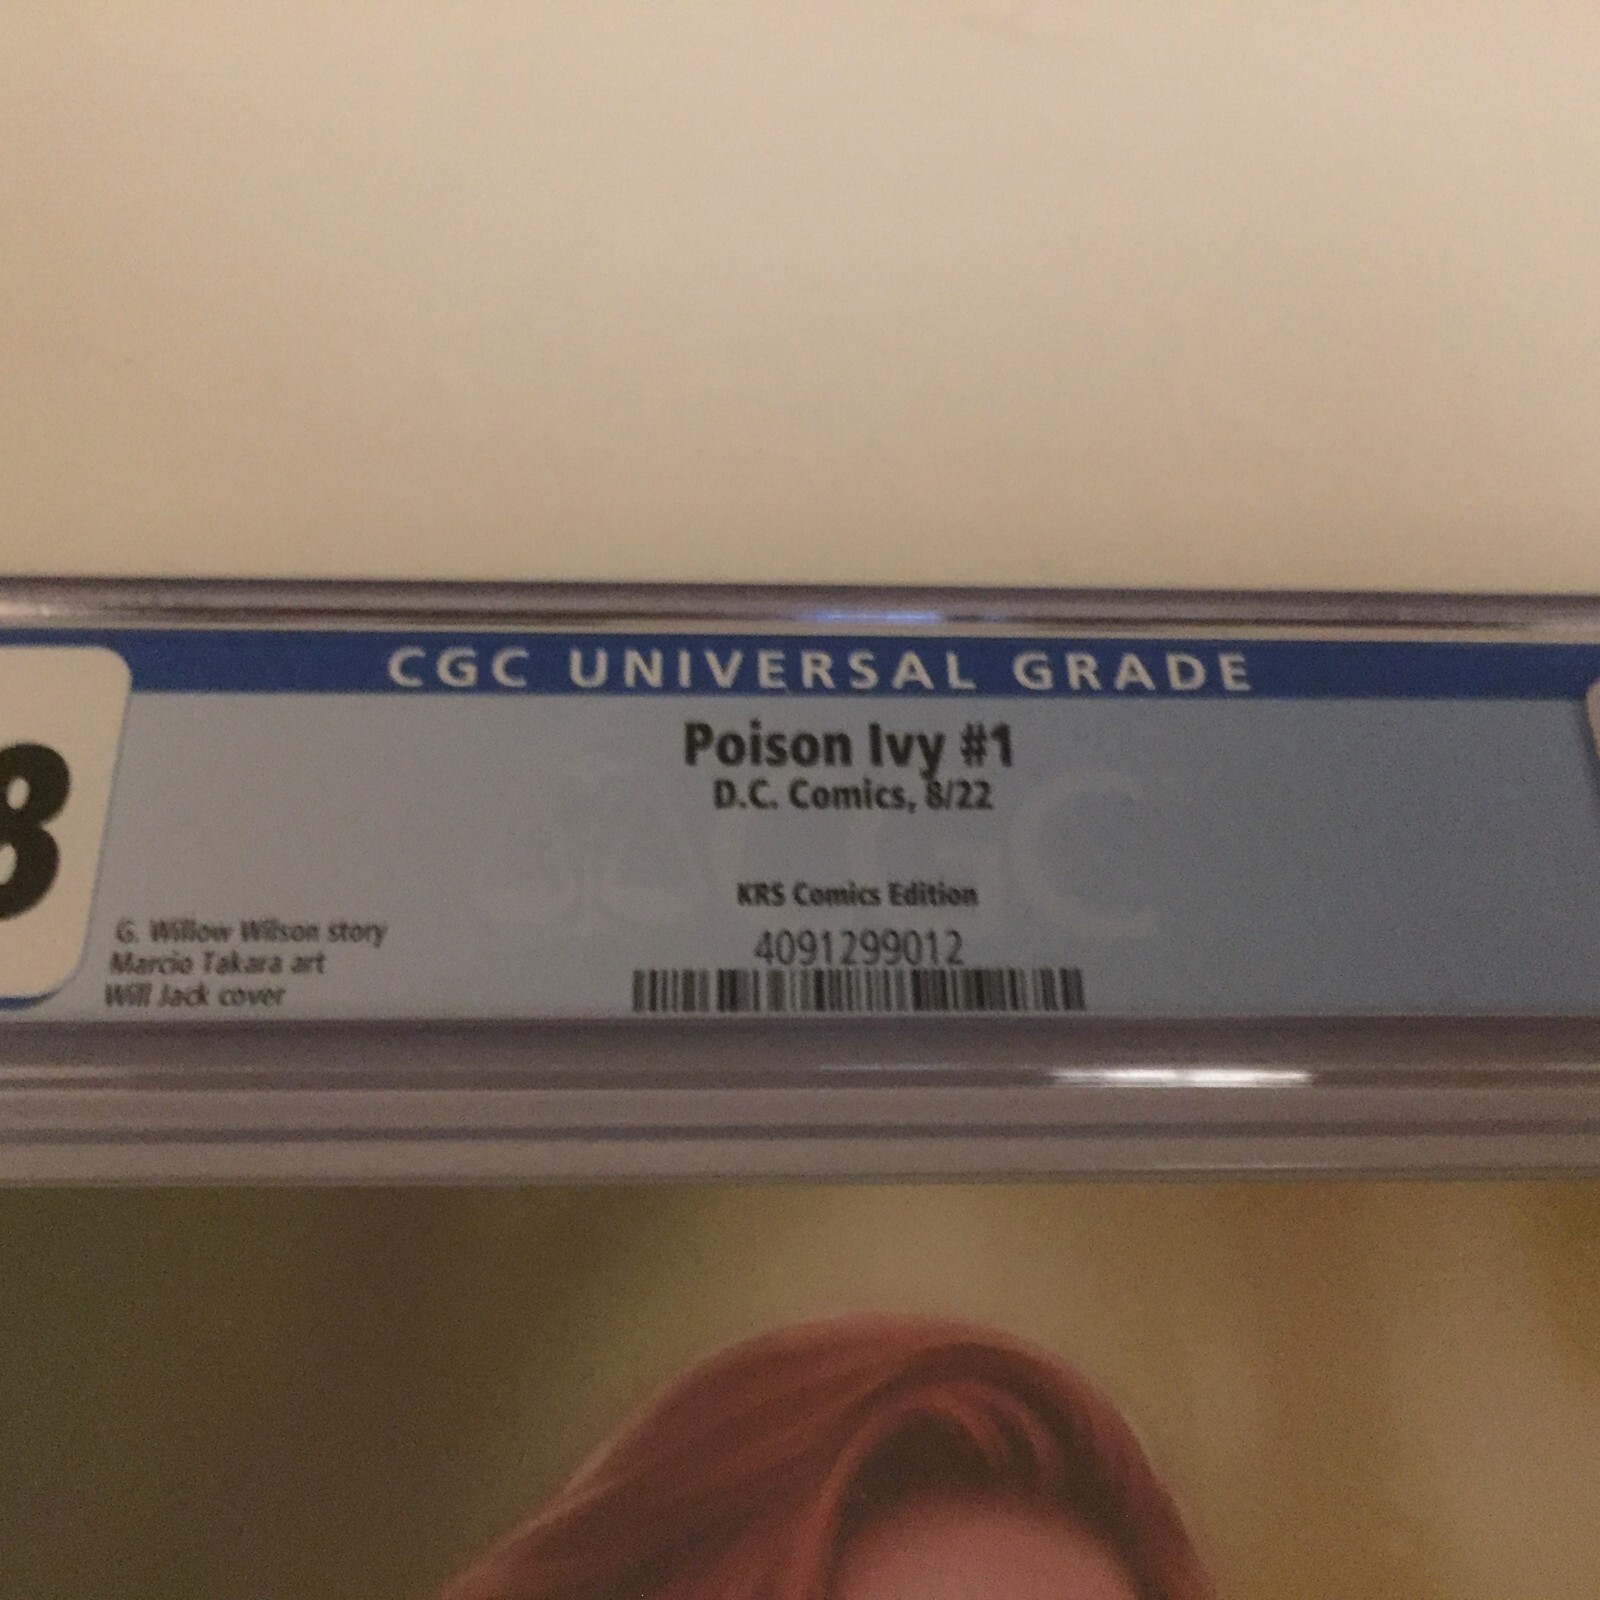 CGC UNIVERSAL GRADE
8
Poison Ivy #1
D.C. Comics, 8/22
CGC
KRS Comics Edition
4091299012
G. Willow Wilson story
Marcio Takara art
Will Jack cover